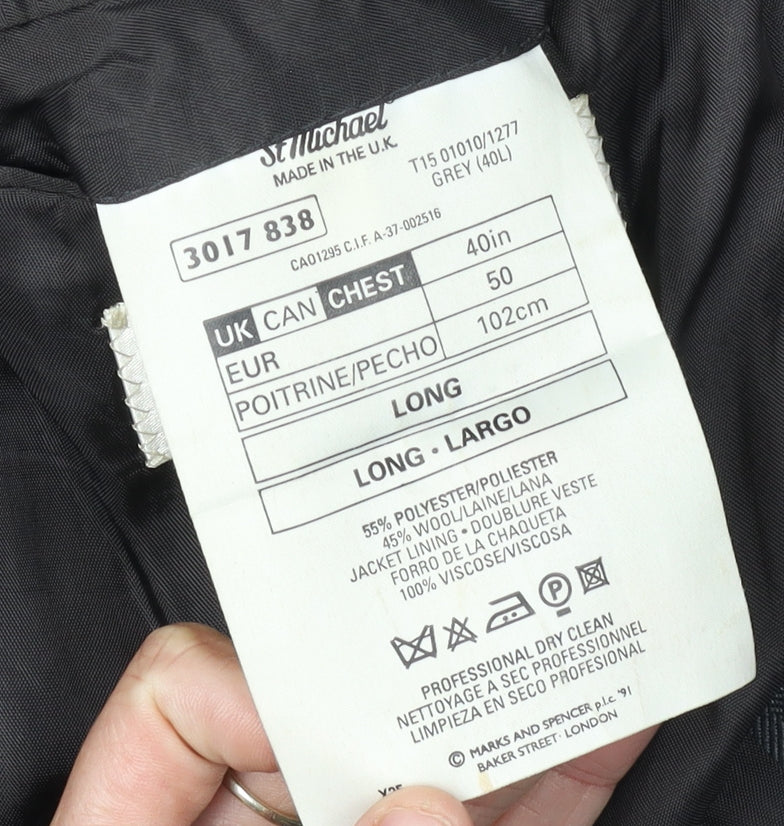 St Michael®
MADE IN THE U.K.
T15 01010/1277
GREY (40L)
3017 838
CA01295 C.I.F. A-37-002516
UK CAN CHEST 40in
EUR 50
POITRINE/PECHO 102cm
LONG
LONG • LARGO
55% POLYESTER/POLIESTER
45% WOOL/LAINE/LANA
JACKET LINING • DOUBLURE VESTE
FORRO DE LA CHAQUETA
100% VISCOSE/VISCOSA
P
PROFESSIONAL DRY CLEAN
NETTOYAGE A SEC PROFESSIONNEL
LIMPIEZA EN SECO PROFESIONAL
© MARKS AND SPENCER p.l.c. '91
BAKER STREET · LONDON